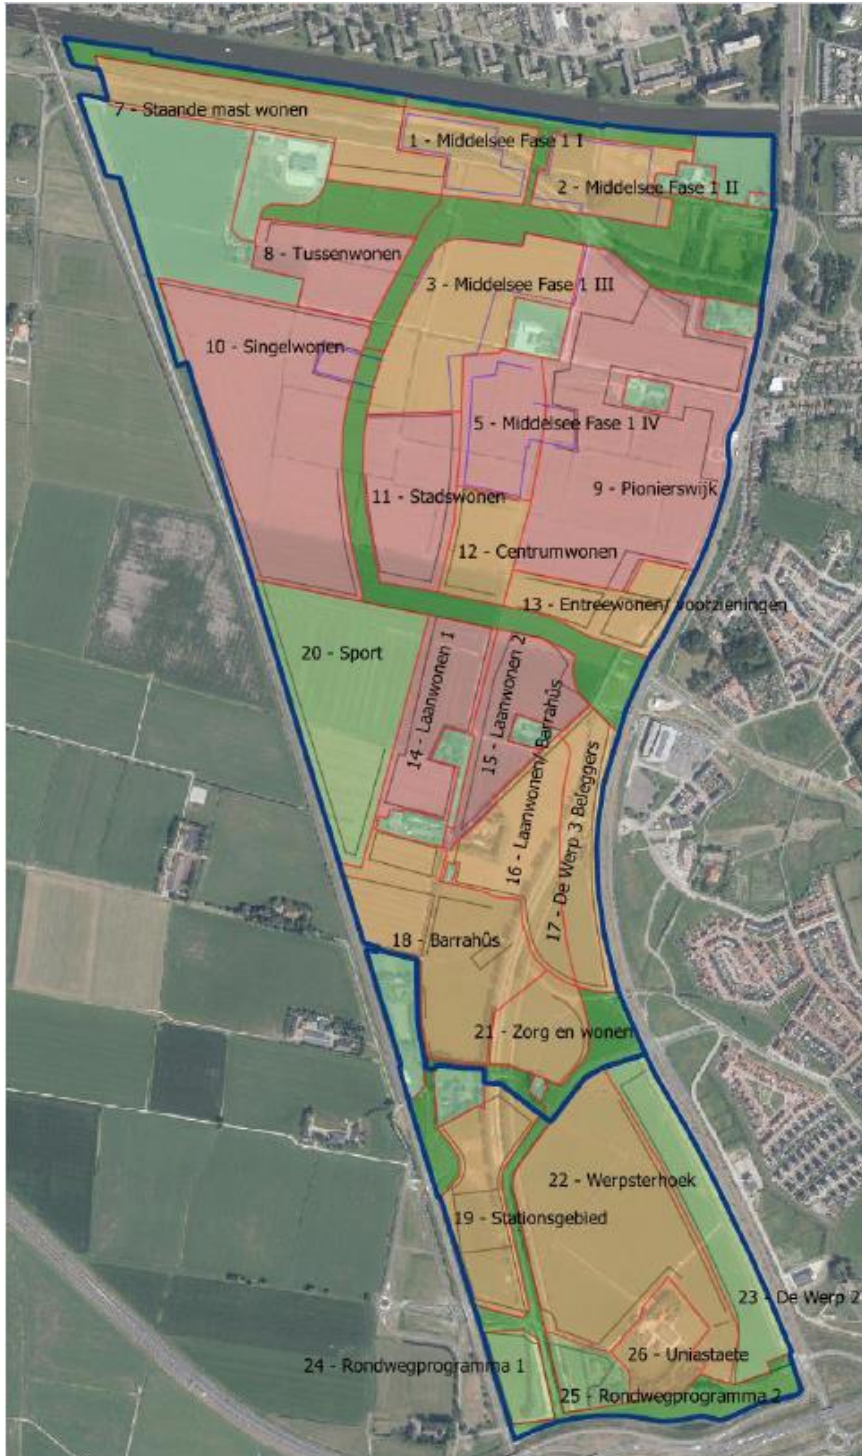 7 - Staande mast wonen
1 - Middelsee Fase 1 I
2 - Middelsee Fase 1 II
8 - Tussenwonen
3 - Middelsee Fase 1 III
10 - Singelwonen
5 - Middelsee Fase 1 IV
9 - Pionierswijk
11 - Stadswonen
12 - Centrumwonen
13 - Entreewonen/ voorzieningen
20 - Sport
14 - Laanwonen 1
15 - Laanwonen 2
16 - Laanwonen/ Barrahûs
17 - De Werp 3 Beleggers
18 - Barrahûs
21 - Zorg en wonen
22 - Werpsterhoek
19 - Stationsgebied
23 - De Werp 2
26 - Uniastaete
24 - Rondwegprogramma 1
25 - Rondwegprogramma 2